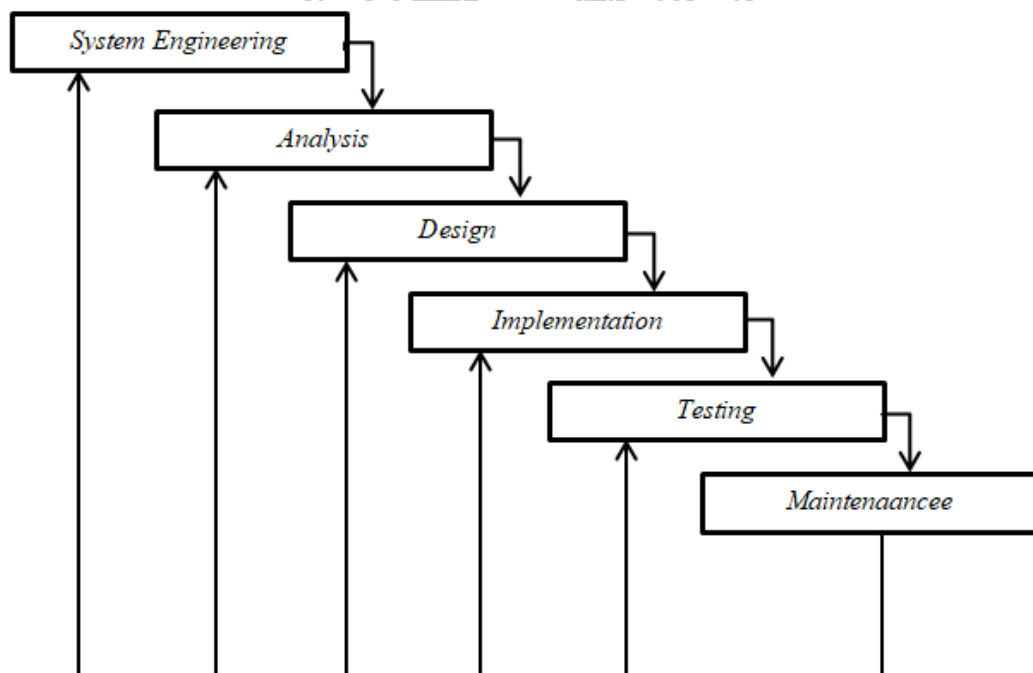 System Engineering
Analysis
Design
Implementation
Testing
Maintenaancee